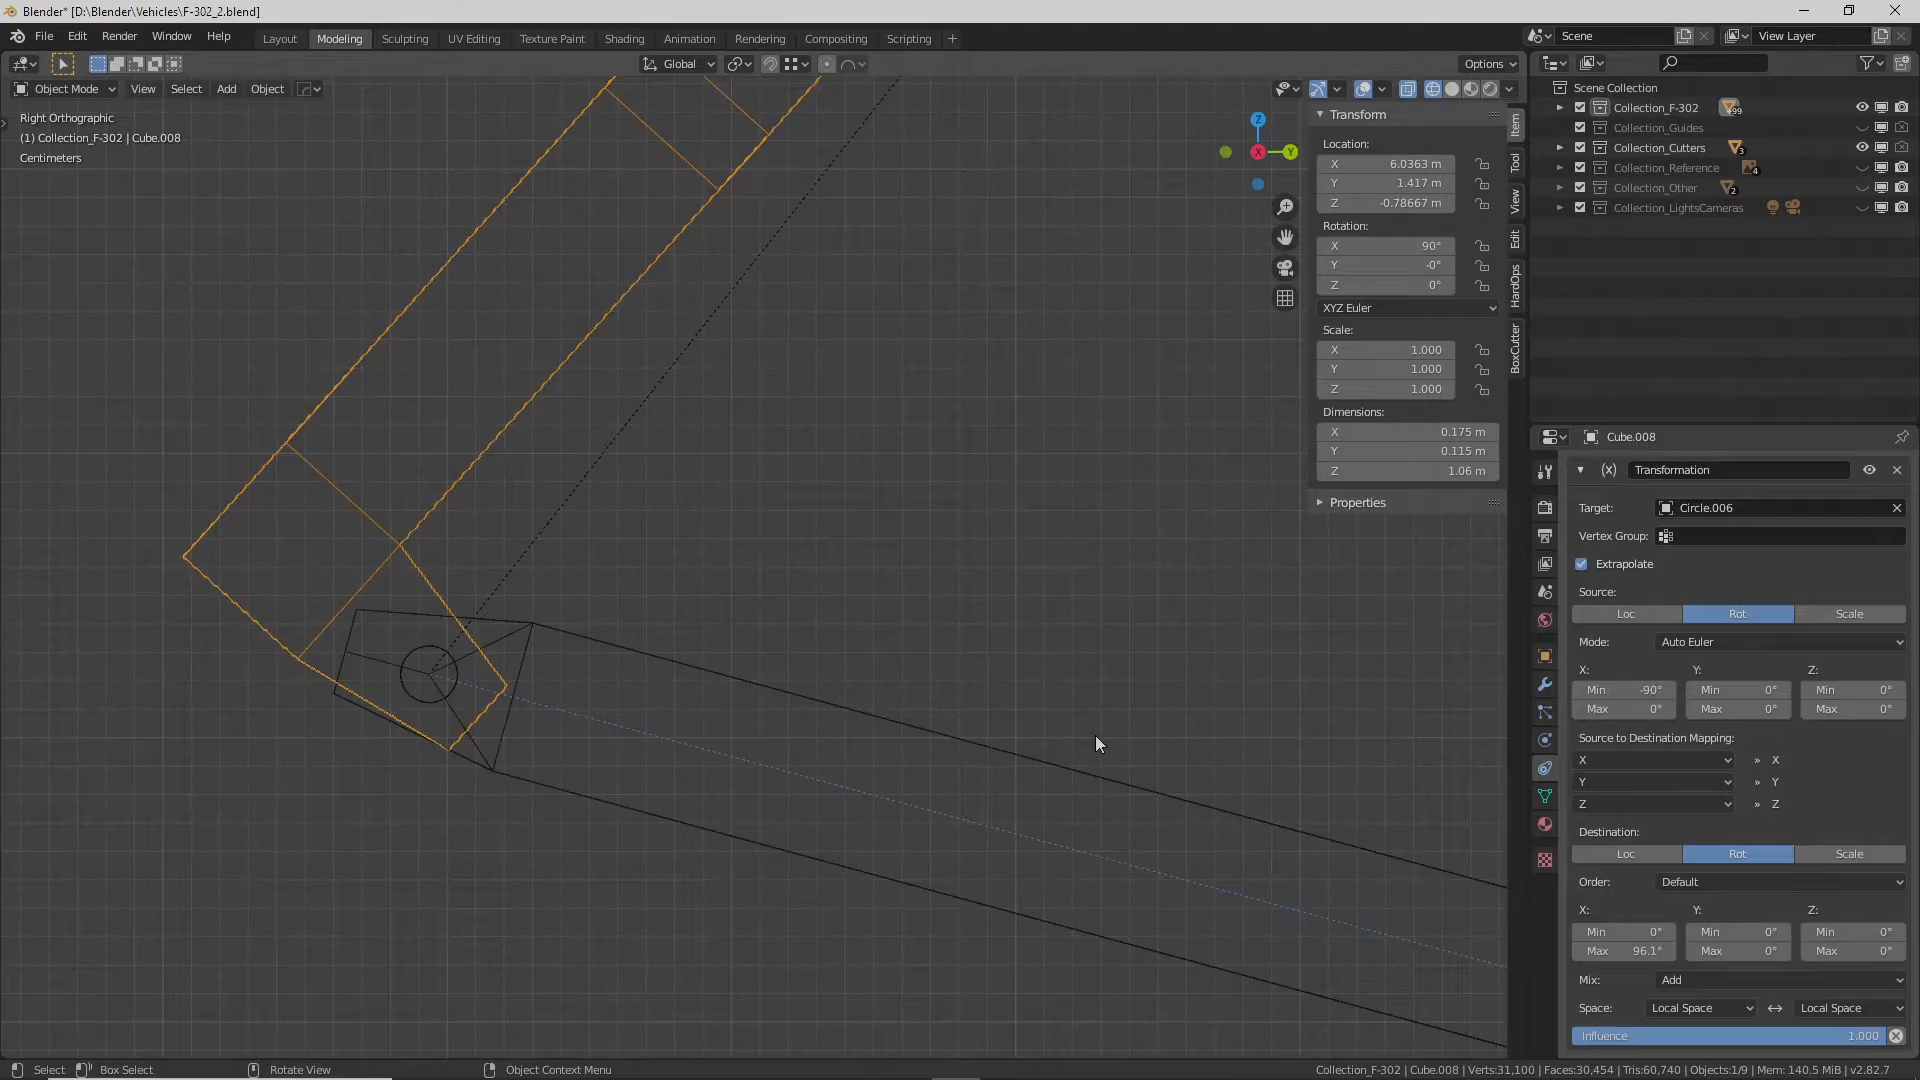 Blender* [D:\Blender\Vehicles\F-302_2.blend]
File Edit Render Window Help Layout Modeling Sculpting UV Editing Texture Paint Shading Animation Rendering Compositing Scripting + Scene View Layer
Global Options
Object Mode View Select Add Object
Right Orthographic
(1) Collection_F-302 | Cube.008
Centimeters
Z
X
Y
Transform
Location:
X 6.0363 m
Y 1.417 m
Z -0.78667 m
Rotation:
X 90°
Y -0°
Z 0°
XYZ Euler
Scale:
X 1.000
Y 1.000
Z 1.000
Dimensions:
X 0.175 m
Y 0.115 m
Z 1.06 m
Properties
Item
Tool
View
Edit
HardOps
BoxCutter
Scene Collection
Collection_F-302 99
Collection_Guides
Collection_Cutters 3
Collection_Reference 4
Collection_Other 2
Collection_LightsCameras
Cube.008
Transformation
Target: Circle.006
Vertex Group:
Extrapolate
Source:
Loc Rot Scale
Mode: Auto Euler
X: Y: Z:
Min -90° Min 0° Min 0°
Max 0° Max 0° Max 0°
Source to Destination Mapping:
X » X
Y » Y
Z » Z
Destination:
Loc Rot Scale
Order: Default
X: Y: Z:
Min 0° Min 0° Min 0°
Max 96.1° Max 0° Max 0°
Mix: Add
Space: Local Space Local Space
Influence 1.000
Select Box Select Rotate View Object Context Menu Collection_F-302 | Cube.008 | Verts:31,100 | Faces:30,454 | Tris:60,740 | Objects:1/9 | Mem: 140.5 MiB | v2.82.7